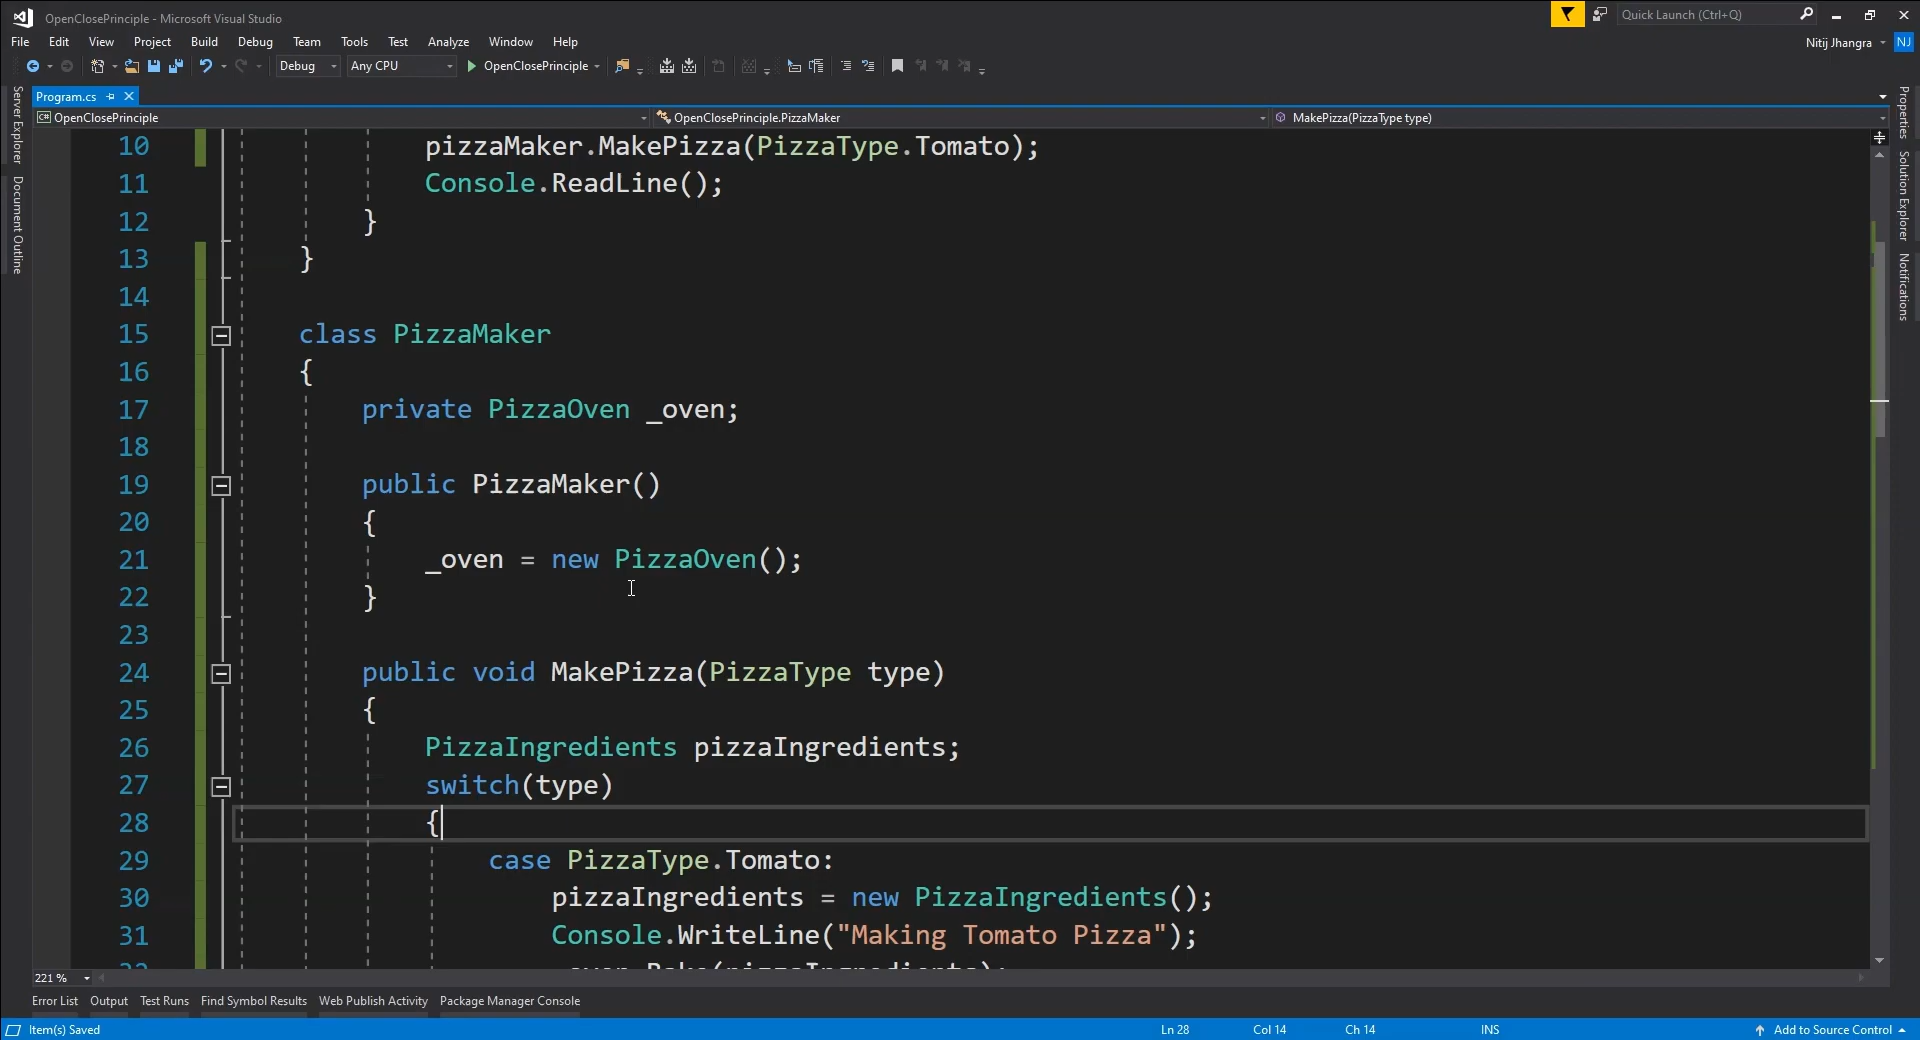 OpenClosePrinciple - Microsoft Visual Studio
Quick Launch (Ctrl+Q)
File Edit View Project Build Debug Team Tools Test Analyze Window Help
Nitij Jhangra NJ
Debug Any CPU OpenClosePrinciple
Server Explorer
Document Outline
Program.cs
OpenClosePrinciple OpenClosePrinciple.PizzaMaker MakePizza(PizzaType type)
10 pizzaMaker.MakePizza(PizzaType.Tomato);
11 Console.ReadLine();
12 }
13 }
14
15 class PizzaMaker
16 {
17 private PizzaOven _oven;
18
19 public PizzaMaker()
20 {
21 _oven = new PizzaOven();
22 }
23
24 public void MakePizza(PizzaType type)
25 {
26 PizzaIngredients pizzaIngredients;
27 switch(type)
28 {
29 case PizzaType.Tomato:
30 pizzaIngredients = new PizzaIngredients();
31 Console.WriteLine("Making Tomato Pizza");
Properties
Solution Explorer
Notifications
221 %
Error List Output Test Runs Find Symbol Results Web Publish Activity Package Manager Console
Item(s) Saved Ln 28 Col 14 Ch 14 INS Add to Source Control